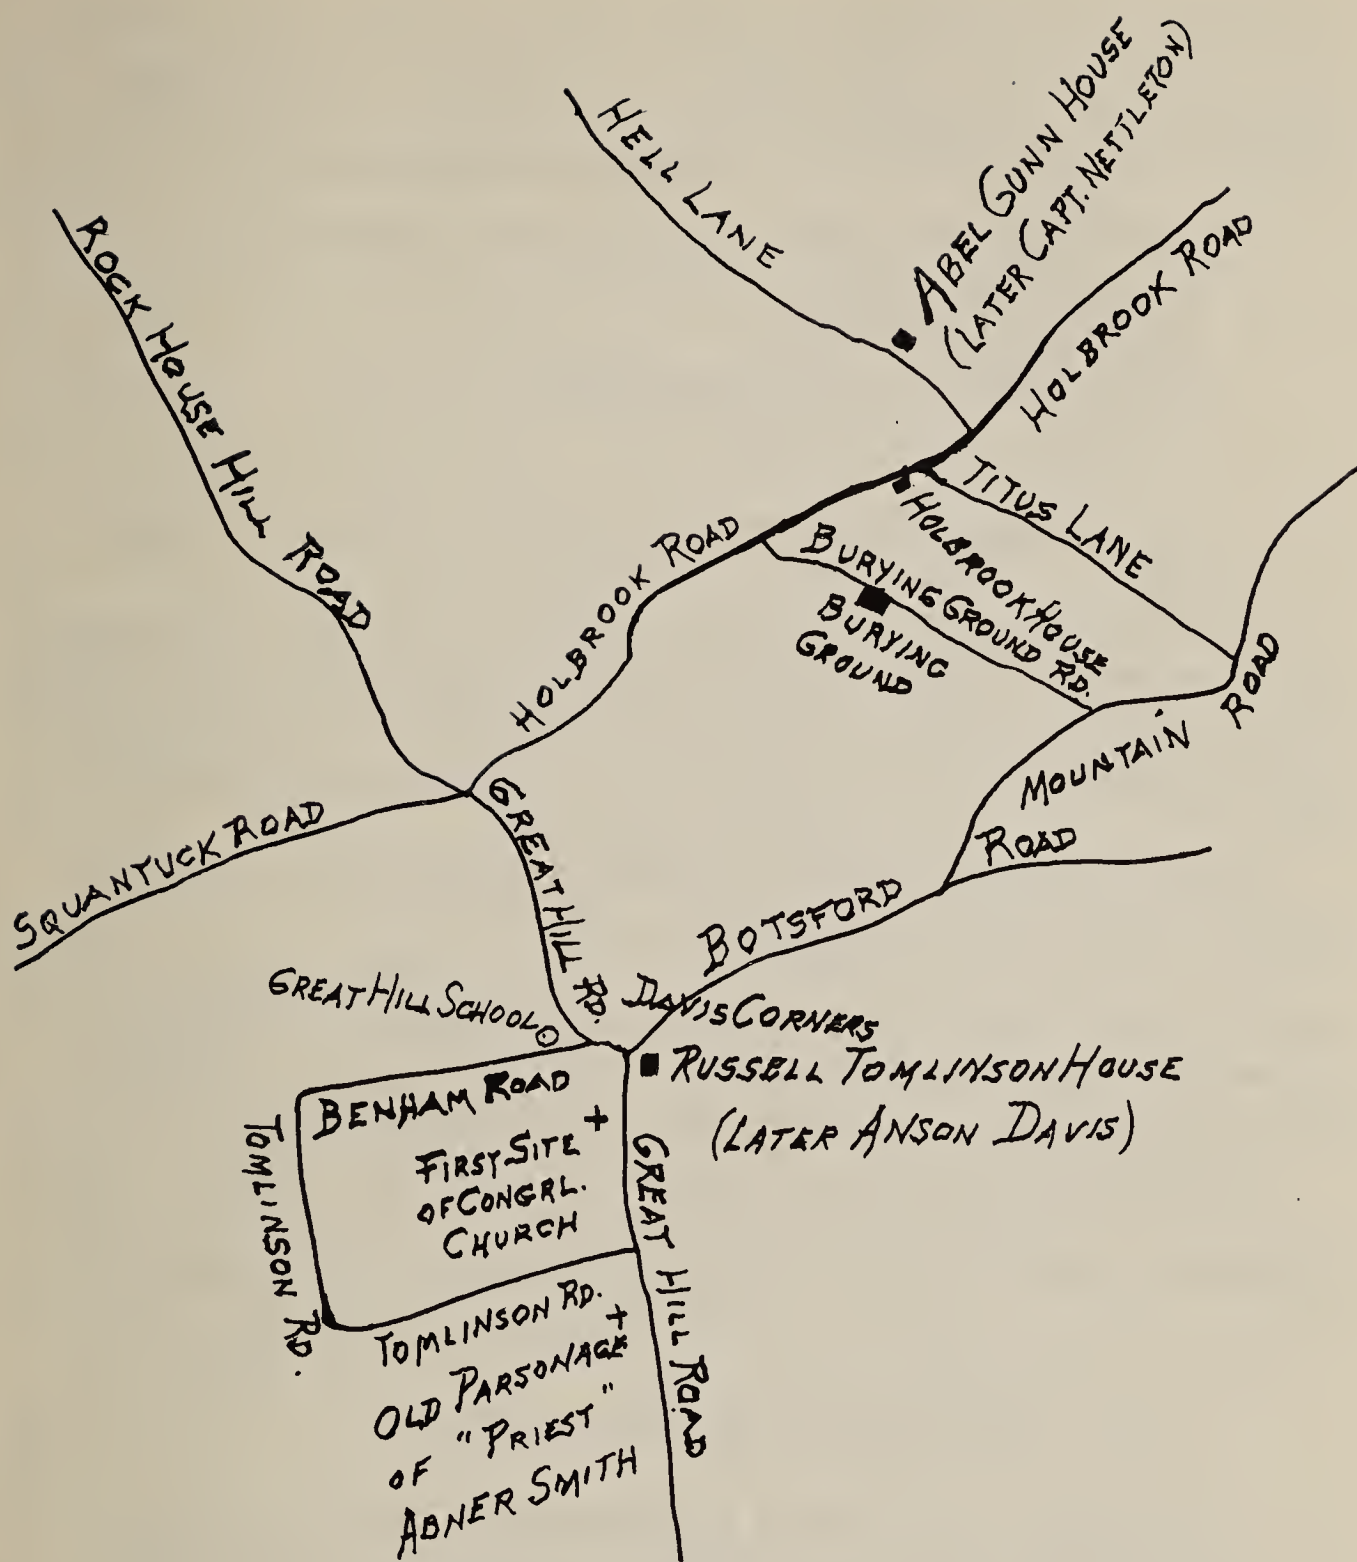 HELL LANE
ABEL GUNN HOUSE
(LATER CAPT. NETTLETON)
HOLBROOK ROAD
ROCK HOUSE HILL ROAD
TITUS LANE
HOLBROOK HOUSE
BURYING GROUND RD.
BURYING
GROUND
HOLBROOK ROAD
MOUNTAIN ROAD
SQUANTUCK ROAD
GREAT HILL RD.
BOTSFORD ROAD
GREAT HILL SCHOOL
DAVIS CORNERS
RUSSELL TOMLINSON HOUSE
(LATER ANSON DAVIS)
BENHAM ROAD
TOMLINSON RD.
FIRST SITE
OF CONGRL.
CHURCH
GREAT HILL ROAD
TOMLINSON RD.
OLD PARSONAGE
OF "PRIEST"
ABNER SMITH